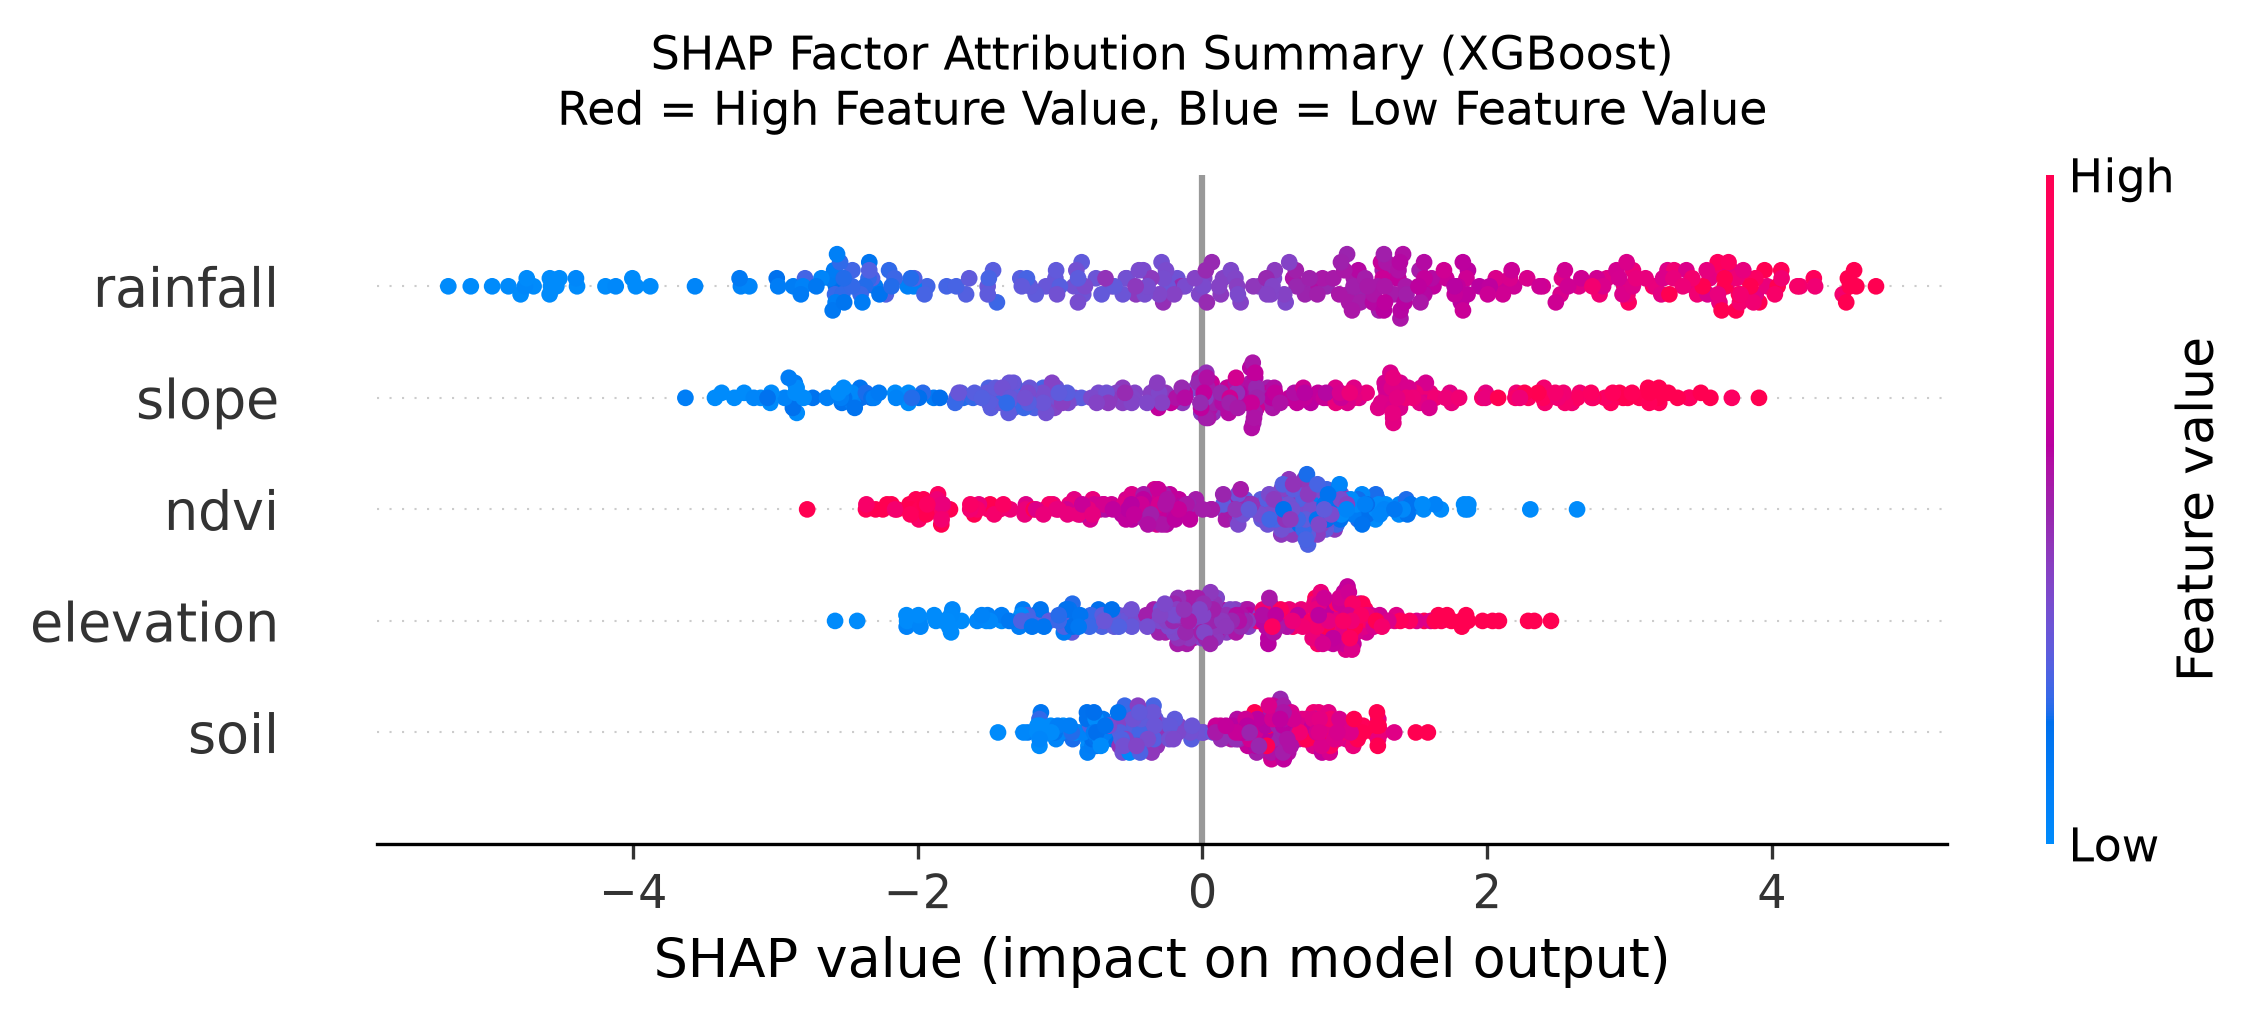 SHAP Factor Attribution Summary (XGBoost)
Red = High Feature Value, Blue = Low Feature Value
High
rainfall
slope
ndvi
elevation
soil
Feature value
Low
−4
−2
0
2
4
SHAP value (impact on model output)